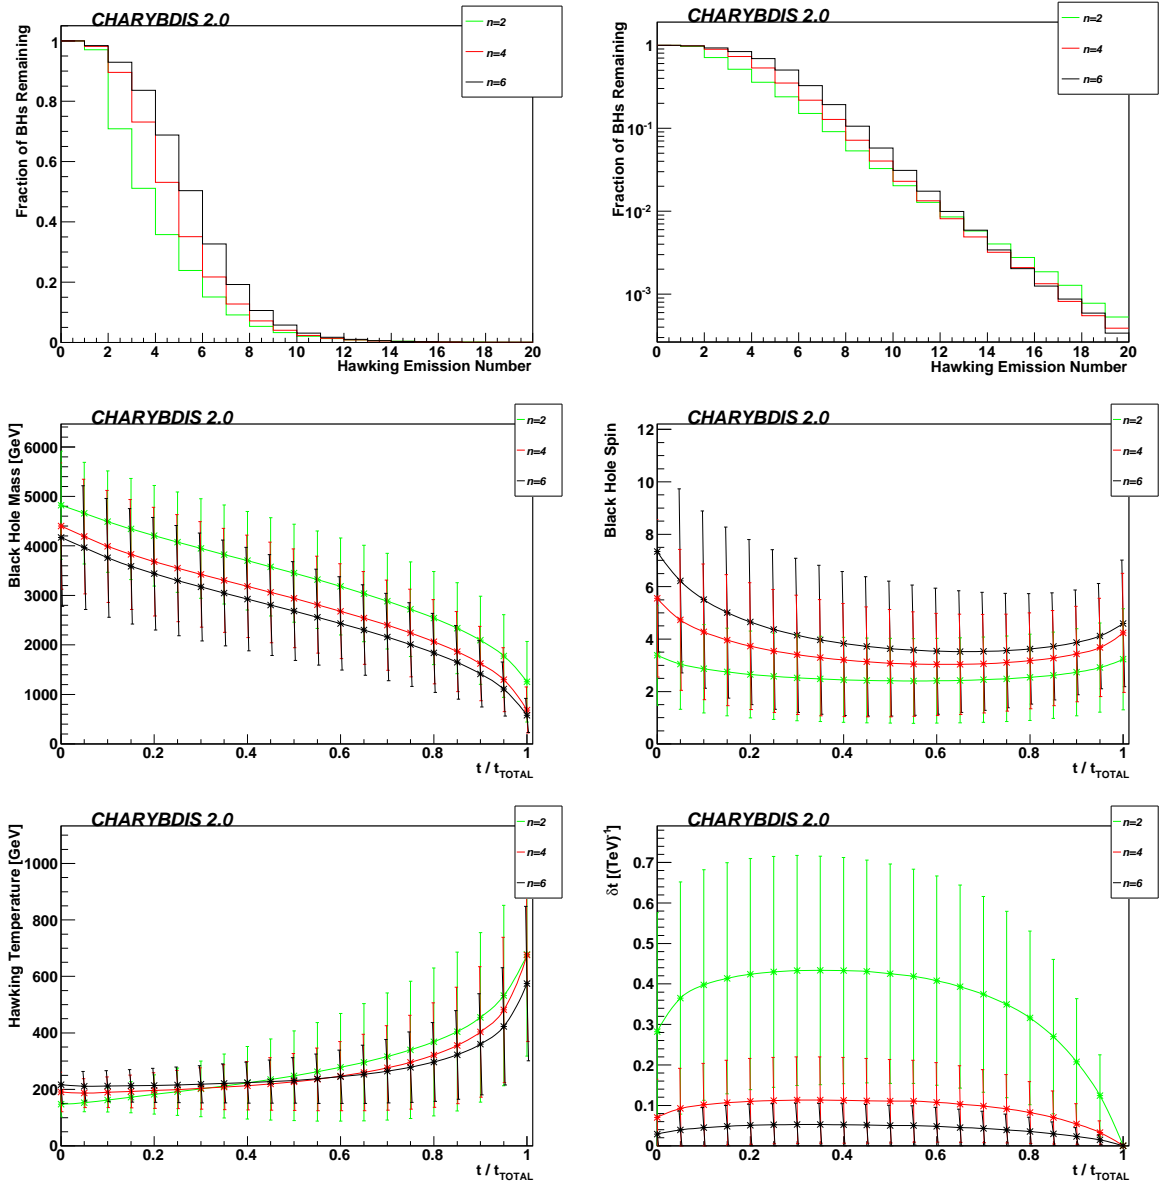 CHARYBDIS 2.0
n=2
n=4
n=6
Fraction of BHs Remaining
1
0.8
0.6
0.4
0.2
0
0 2 4 6 8 10 12 14 16 18 20
Hawking Emission Number
CHARYBDIS 2.0
n=2
n=4
n=6
Fraction of BHs Remaining
1
10-1
10-2
10-3
0 2 4 6 8 10 12 14 16 18 20
Hawking Emission Number
CHARYBDIS 2.0
n=2
n=4
n=6
Black Hole Mass [GeV]
6000
5000
4000
3000
2000
1000
0
0 0.2 0.4 0.6 0.8 1
t / tTOTAL
CHARYBDIS 2.0
n=2
n=4
n=6
Black Hole Spin
12
10
8
6
4
2
0
0 0.2 0.4 0.6 0.8 1
t / tTOTAL
CHARYBDIS 2.0
n=2
n=4
n=6
Hawking Temperature [GeV]
1000
800
600
400
200
0
0 0.2 0.4 0.6 0.8 1
t / tTOTAL
CHARYBDIS 2.0
n=2
n=4
n=6
δt [(TeV)-1]
0.7
0.6
0.5
0.4
0.3
0.2
0.1
0
0 0.2 0.4 0.6 0.8 1
t / tTOTAL